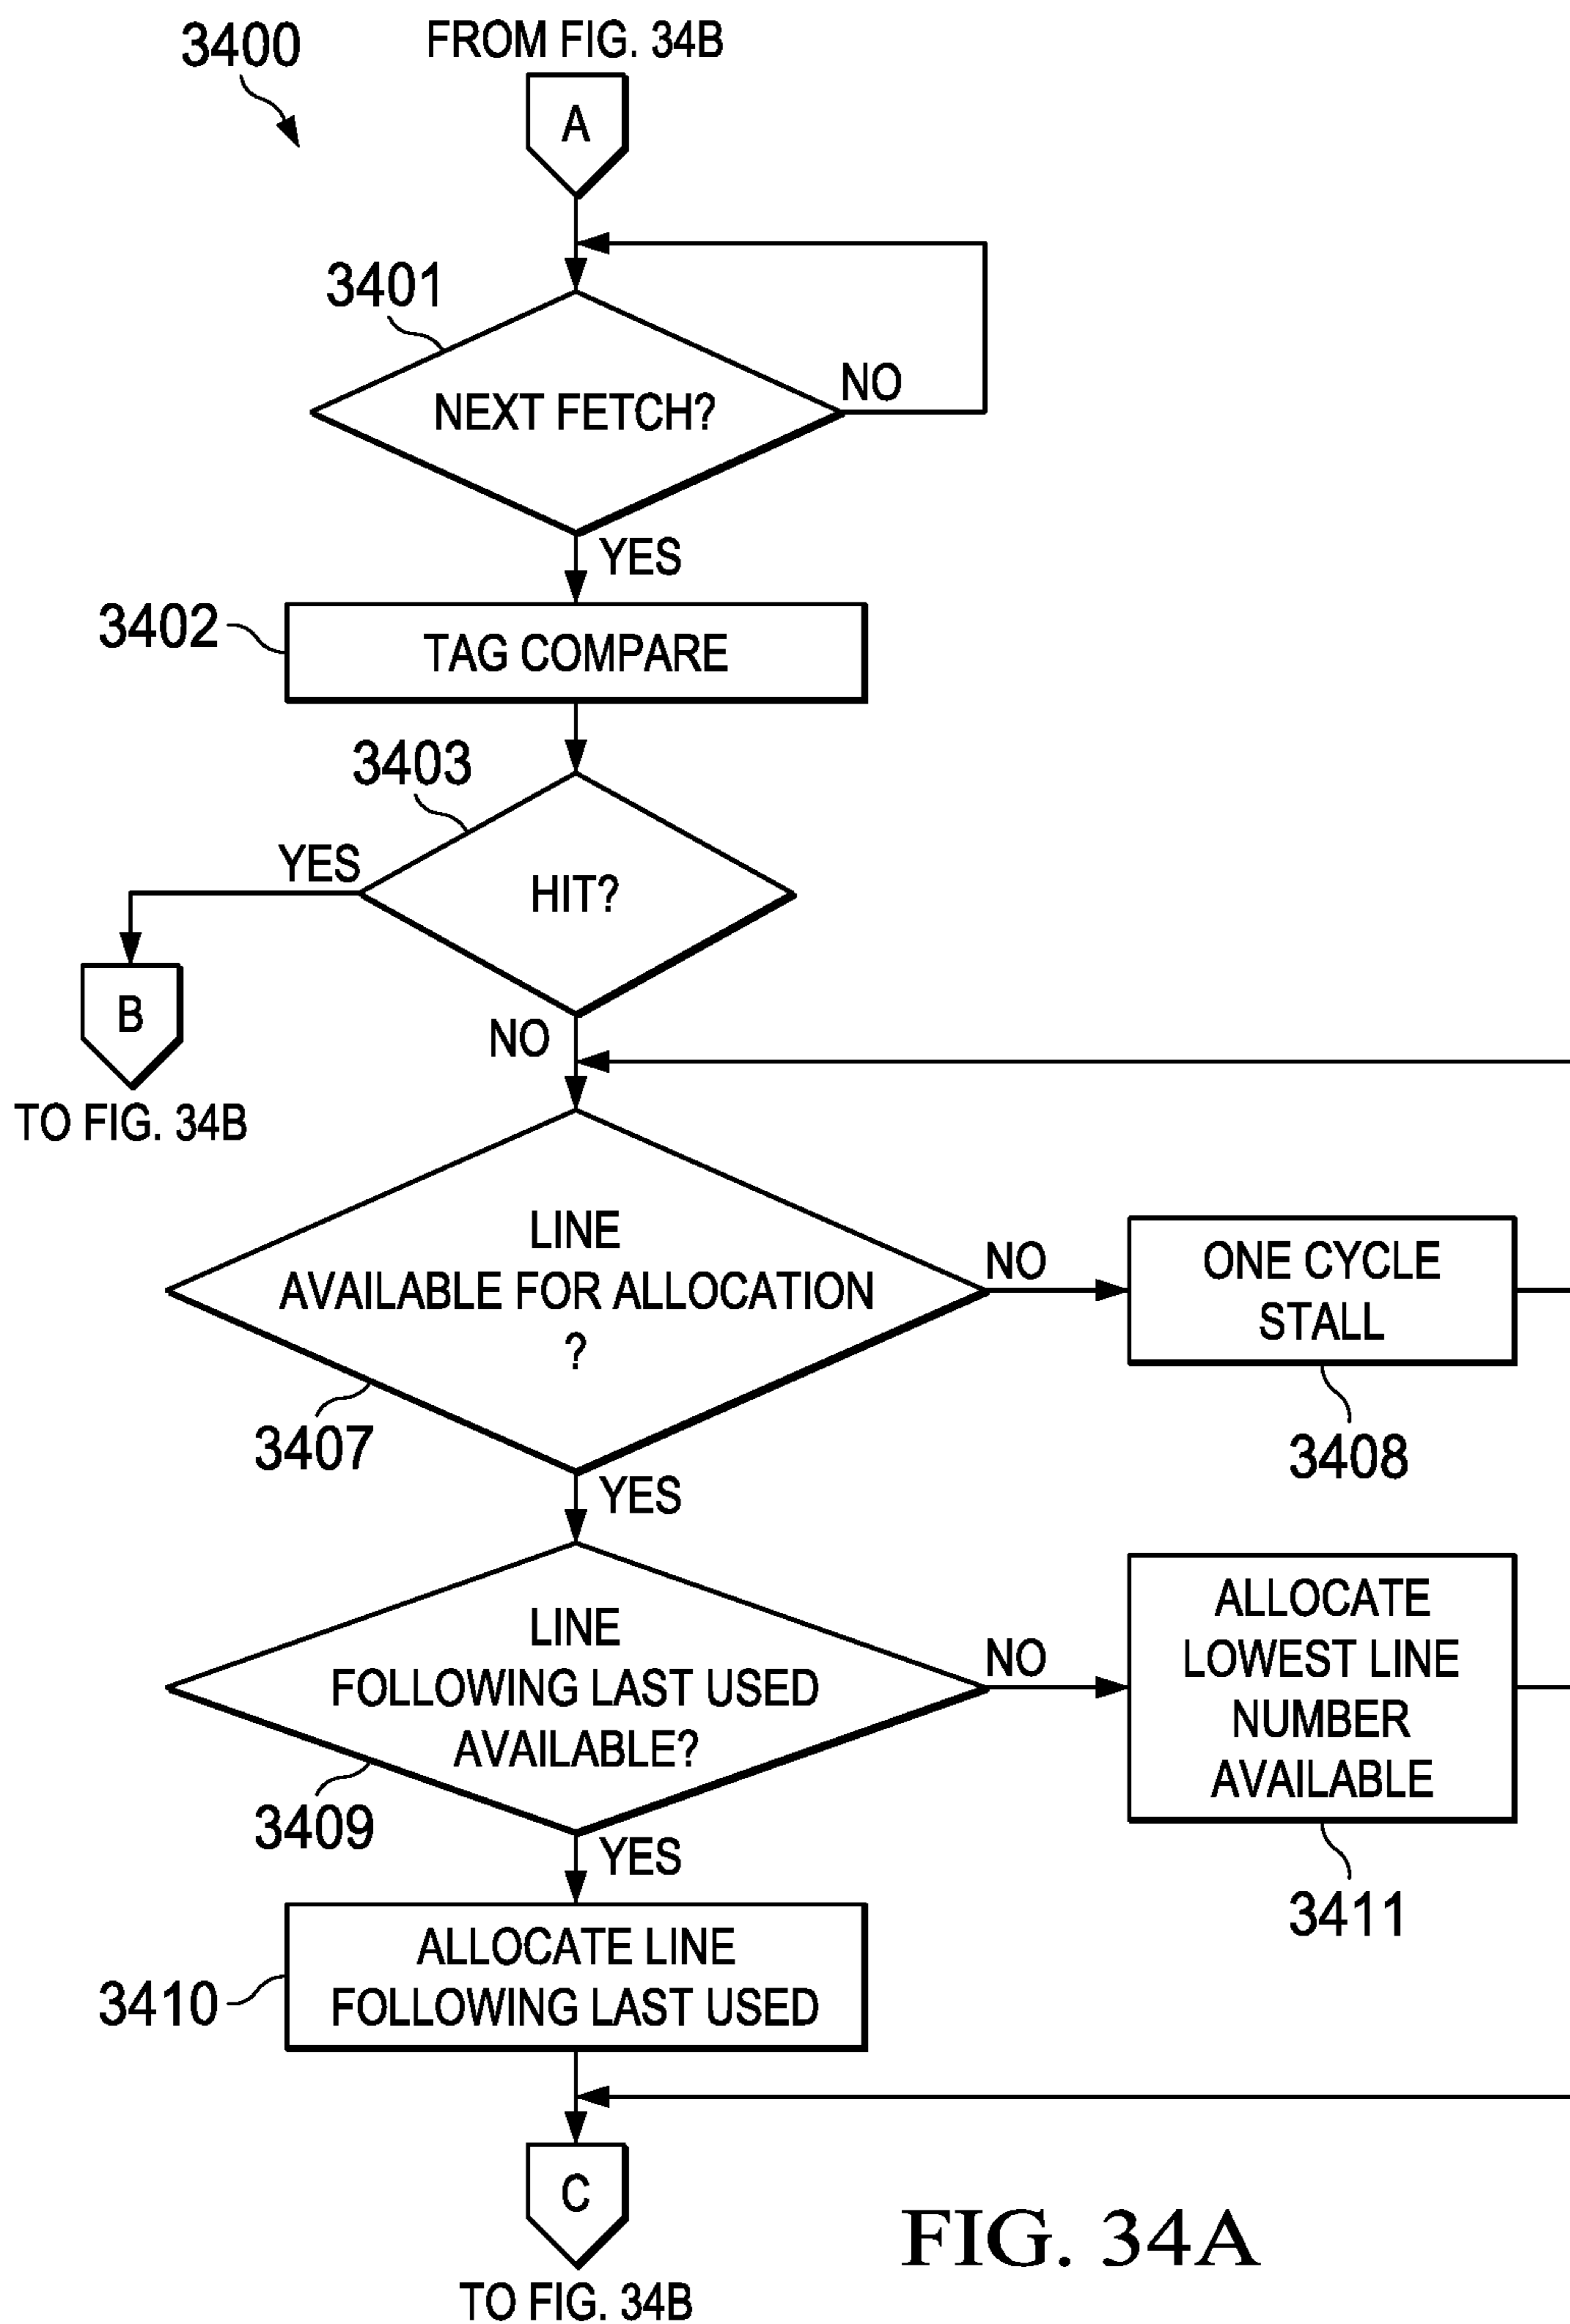 3400
FROM FIG. 34B
A
3401
NEXT FETCH?
NO
YES
3402
TAG COMPARE
3403
YES
HIT?
B
NO
TO FIG. 34B
LINE
AVAILABLE FOR ALLOCATION
?
NO
ONE CYCLE
STALL
3407
3408
YES
LINE
FOLLOWING LAST USED
AVAILABLE?
NO
ALLOCATE
LOWEST LINE
NUMBER
AVAILABLE
3409
3411
YES
3410
ALLOCATE LINE
FOLLOWING LAST USED
C
TO FIG. 34B
FIG. 34A